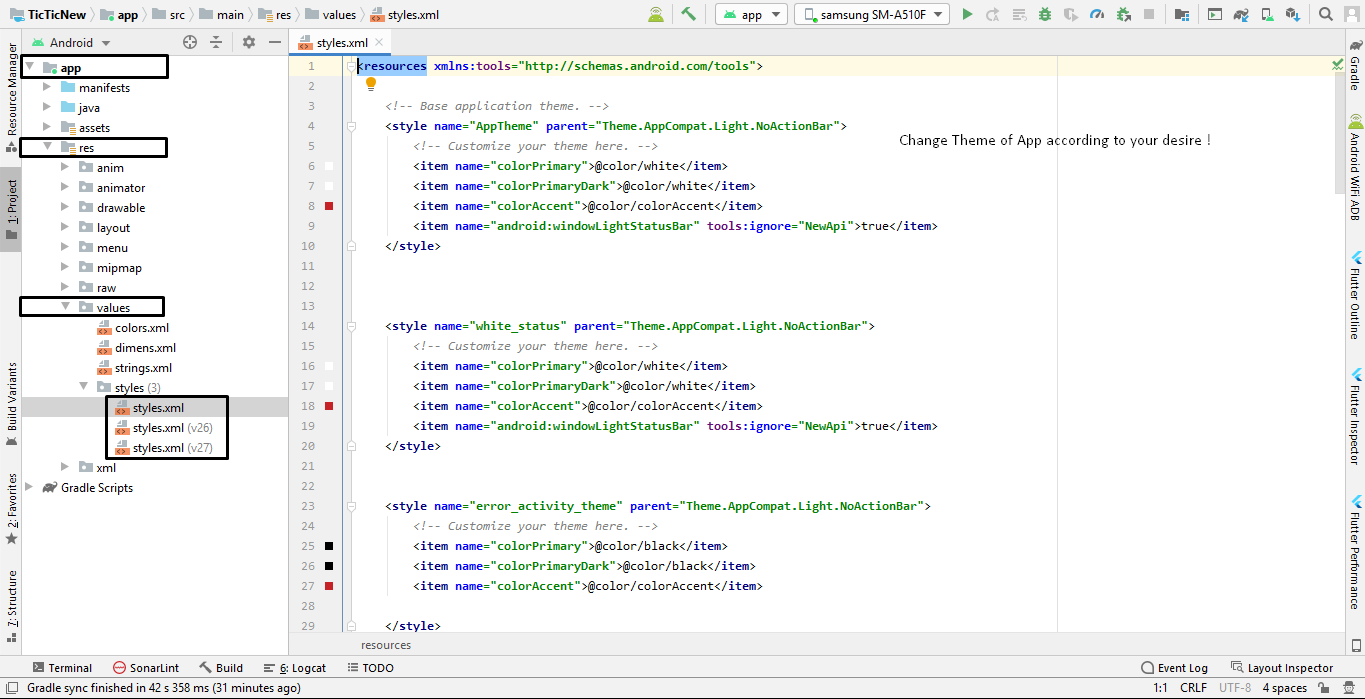 TicTicNew app src main res values styles.xml
app samsung SM-A510F
Android
styles.xml
Resource Manager
1: Project
Build Variants
2: Favorites
7: Structure
app
manifests
java
assets
res
anim
animator
drawable
layout
menu
mipmap
raw
values
colors.xml
dimens.xml
strings.xml
styles (3)
styles.xml
styles.xml (v26)
styles.xml (v27)
xml
Gradle Scripts
1 <resources xmlns:tools="http://schemas.android.com/tools">
2
3 <!-- Base application theme. -->
4 <style name="AppTheme" parent="Theme.AppCompat.Light.NoActionBar">
5 <!-- Customize your theme here. -->
6 <item name="colorPrimary">@color/white</item>
7 <item name="colorPrimaryDark">@color/white</item>
8 <item name="colorAccent">@color/colorAccent</item>
9 <item name="android:windowLightStatusBar" tools:ignore="NewApi">true</item>
10 </style>
11
12
13
14 <style name="white_status" parent="Theme.AppCompat.Light.NoActionBar">
15 <!-- Customize your theme here. -->
16 <item name="colorPrimary">@color/white</item>
17 <item name="colorPrimaryDark">@color/white</item>
18 <item name="colorAccent">@color/colorAccent</item>
19 <item name="android:windowLightStatusBar" tools:ignore="NewApi">true</item>
20 </style>
21
22
23 <style name="error_activity_theme" parent="Theme.AppCompat.Light.NoActionBar">
24 <!-- Customize your theme here. -->
25 <item name="colorPrimary">@color/black</item>
26 <item name="colorPrimaryDark">@color/black</item>
27 <item name="colorAccent">@color/colorAccent</item>
28
29 </style>
Change Theme of App according to your desire !
resources
Gradle
Android WiFi ADB
Flutter Outline
Flutter Inspector
Flutter Performance
Terminal SonarLint Build 6: Logcat TODO Event Log Layout Inspector
Gradle sync finished in 42 s 358 ms (31 minutes ago) 1:1 CRLF UTF-8 4 spaces